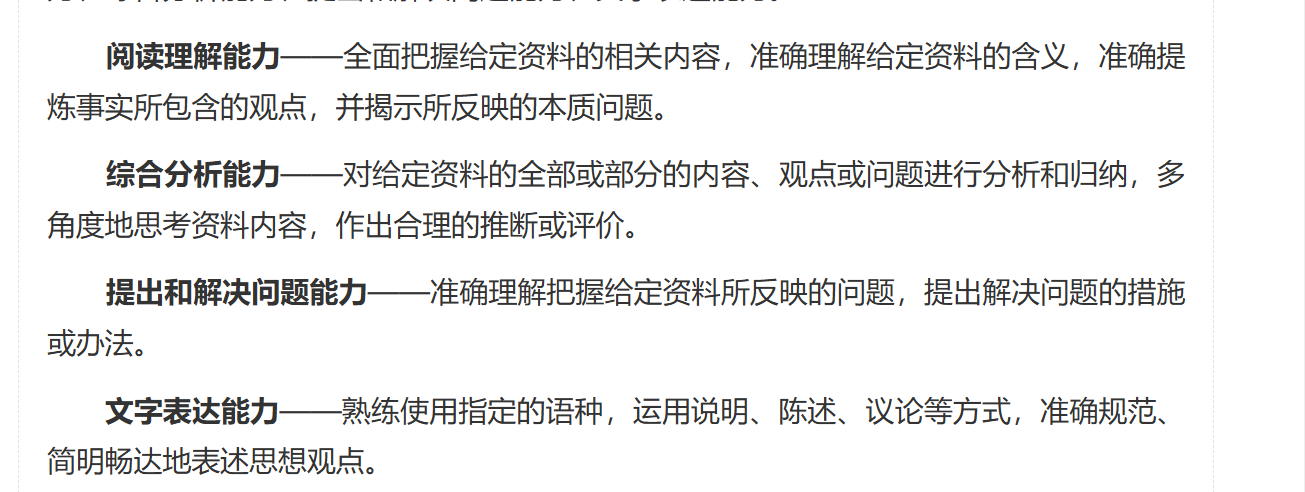 阅读理解能力——全面把握给定资料的相关内容，准确理解给定资料的含义，准确提
炼事实所包含的观点，并揭示所反映的本质问题。
综合分析能力——对给定资料的全部或部分的内容、观点或问题进行分析和归纳，多
角度地思考资料内容，作出合理的推断或评价。
提出和解决问题能力——准确理解把握给定资料所反映的问题，提出解决问题的措施
或办法。
文字表达能力——熟练使用指定的语种，运用说明、陈述、议论等方式，准确规范、
简明畅达地表述思想观点。